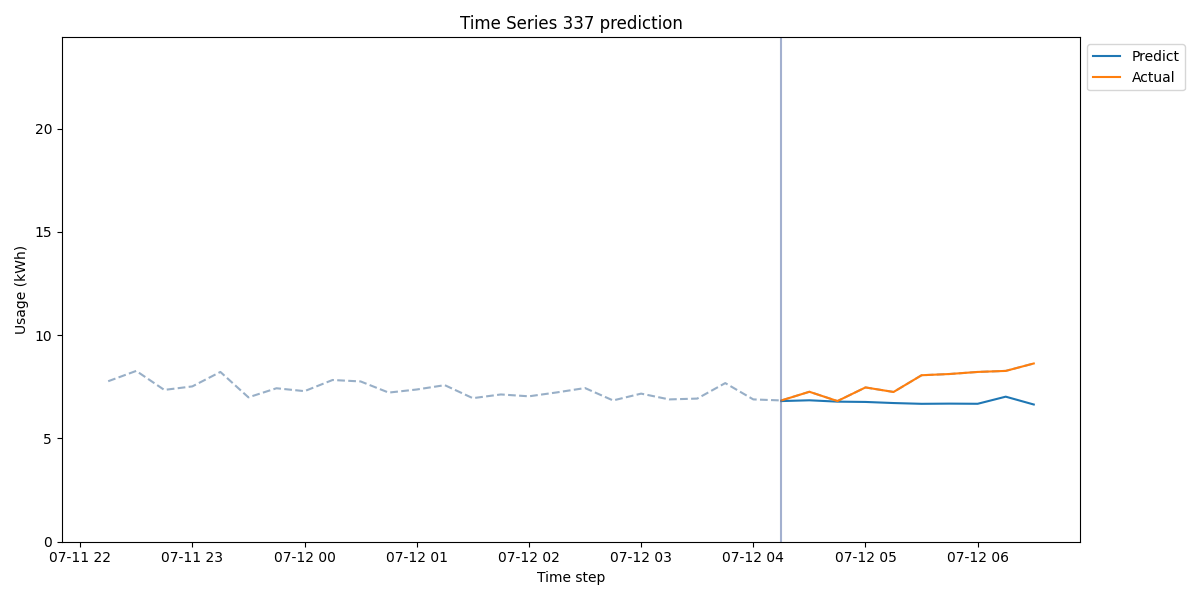 Time Series 337 prediction
Predict
Actual
Usage (kWh)
20
15
10
5
0
07-11 22 07-11 23 07-12 00 07-12 01 07-12 02 07-12 03 07-12 04 07-12 05 07-12 06
Time step